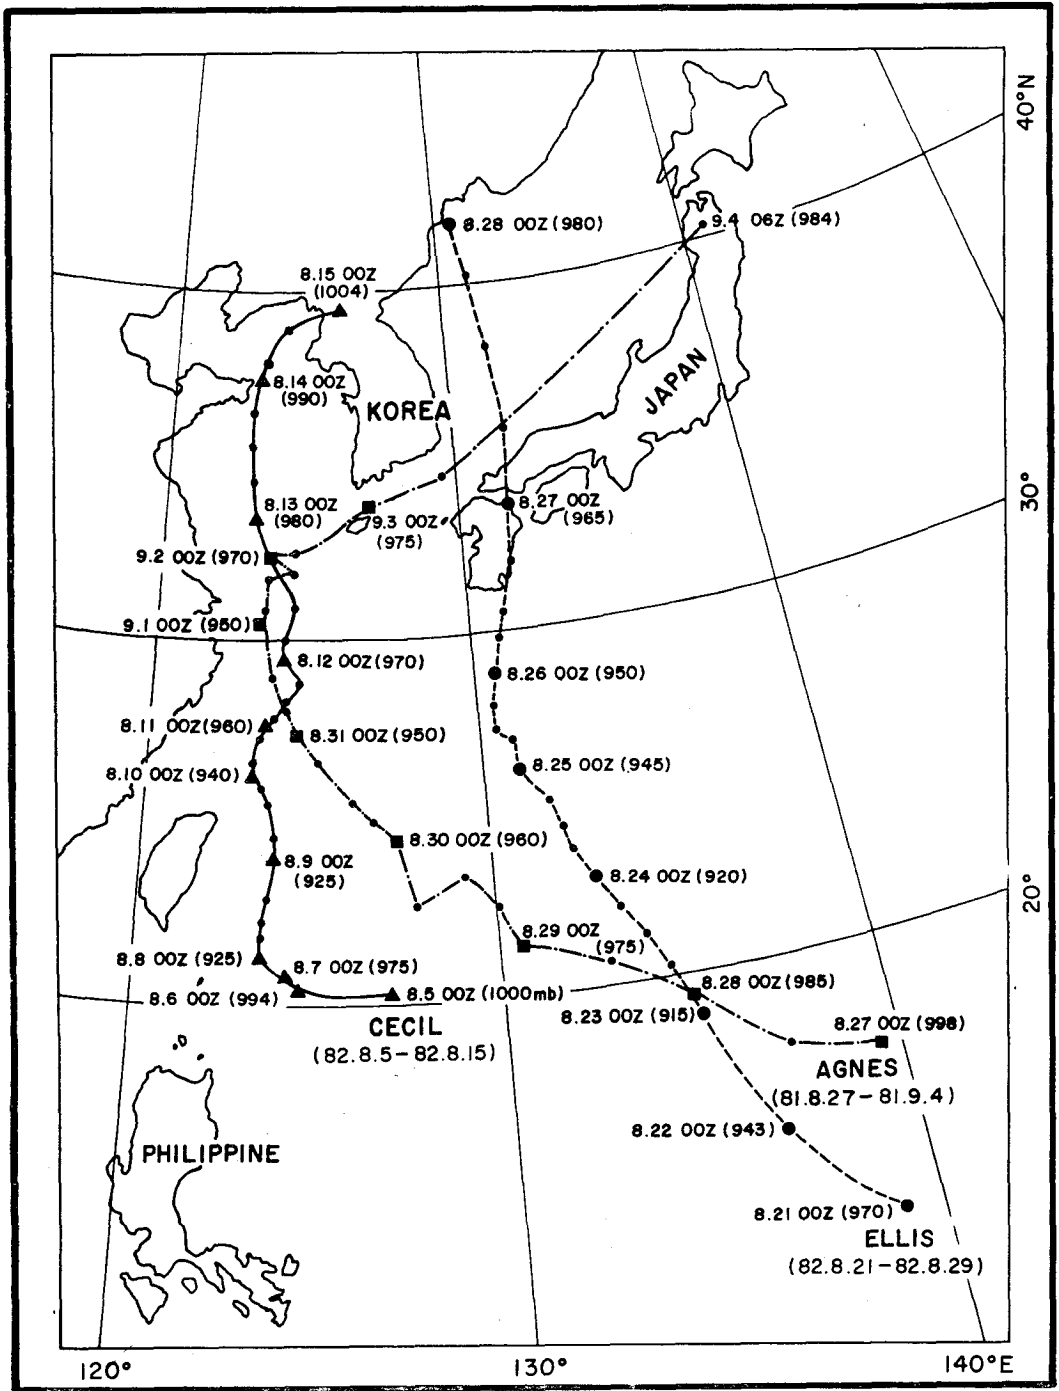 40°N
8.28 00Z (980)
9.4 06Z (984)
8.15 00Z
(1004)
8.14 00Z
(990)
KOREA
JAPAN
30°
8.13 00Z
(980)
9.3 00Z
(975)
8.27 00Z
(965)
9.2 00Z (970)
9.1 00Z (950)
8.12 00Z (970)
8.26 00Z (950)
8.11 00Z (960)
8.31 00Z (950)
8.25 00Z (945)
8.10 00Z (940)
8.30 00Z (960)
8.9 00Z
(925)
8.24 00Z (920)
20°
8.29 00Z
(975)
8.8 00Z (925)
8.7 00Z (975)
8.6 00Z (994)
8.5 00Z (1000mb)
8.28 00Z (985)
8.23 00Z (915)
CECIL
(82.8.5-82.8.15)
8.27 00Z (998)
AGNES
(81.8.27-81.9.4)
8.22 00Z (943)
PHILIPPINE
8.21 00Z (970)
ELLIS
(82.8.21-82.8.29)
120°
130°
140°E